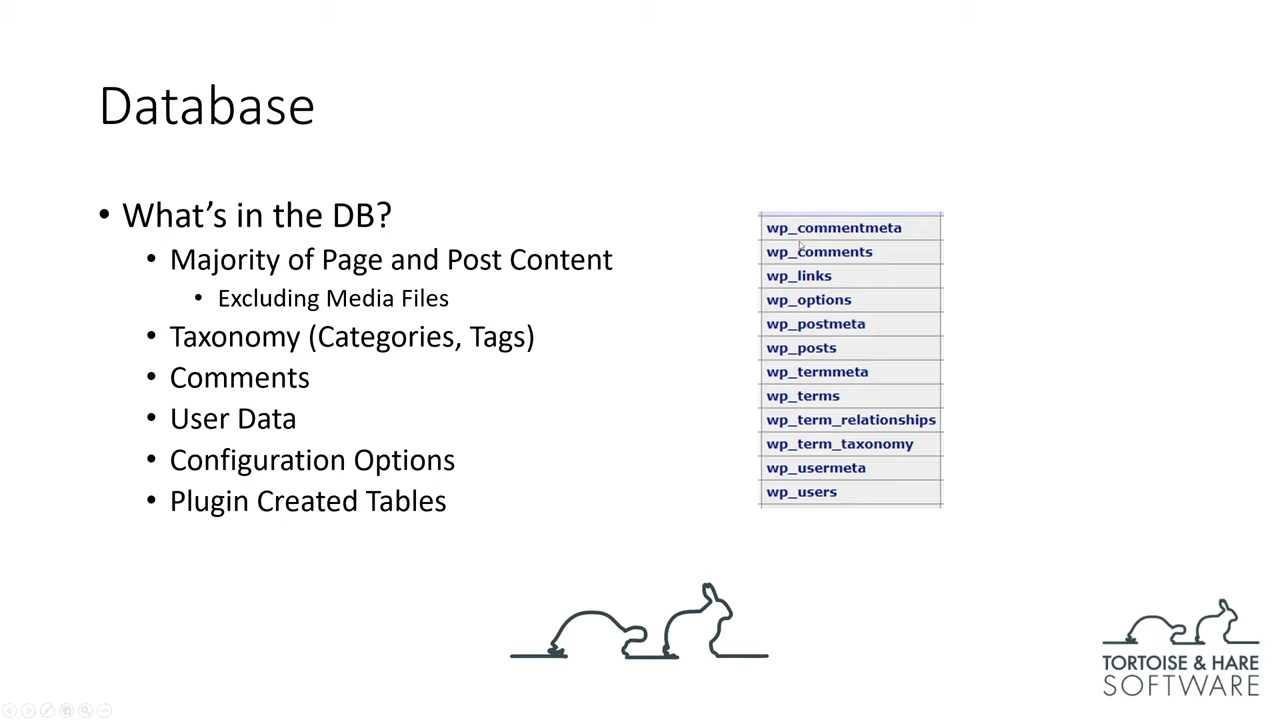 Database
• What's in the DB?
• Majority of Page and Post Content
• Excluding Media Files
• Taxonomy (Categories, Tags)
• Comments
• User Data
• Configuration Options
• Plugin Created Tables
wp_commentmeta
wp_comments
wp_links
wp_options
wp_postmeta
wp_posts
wp_termmeta
wp_terms
wp_term_relationships
wp_term_taxonomy
wp_usermeta
wp_users
TORTOISE & HARE
SOFTWARE